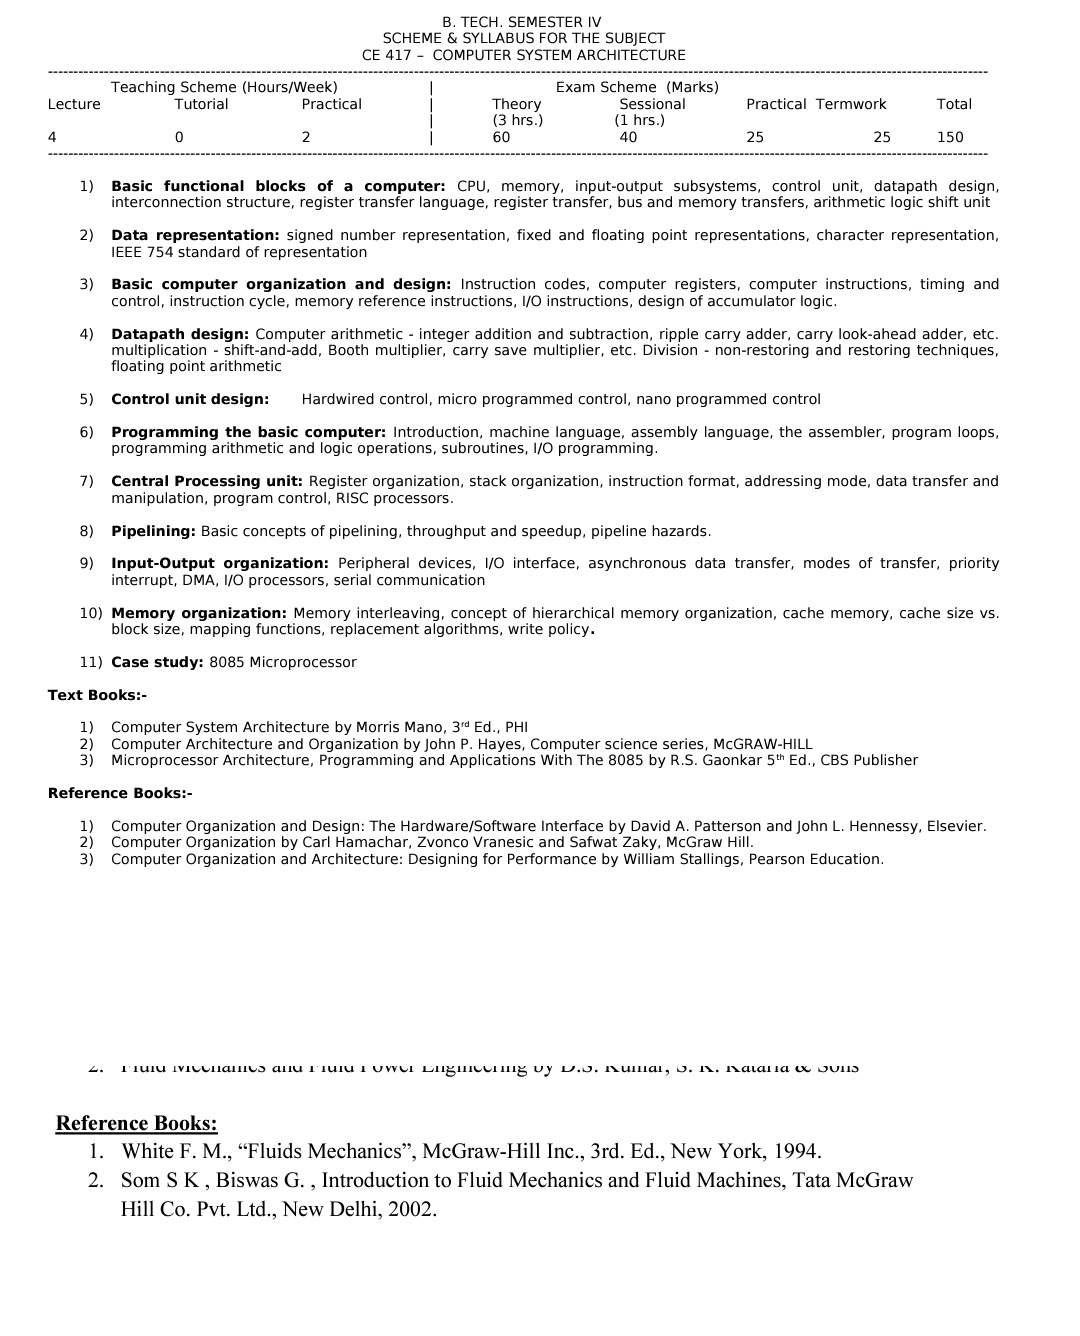 B. TECH. SEMESTER IV
SCHEME & SYLLABUS FOR THE SUBJECT
CE 417 – COMPUTER SYSTEM ARCHITECTURE
Teaching Scheme (Hours/Week) | Exam Scheme (Marks)
Lecture Tutorial Practical | Theory Sessional Practical Termwork Total
| (3 hrs.) (1 hrs.)
4 0 2 | 60 40 25 25 150
1) Basic functional blocks of a computer: CPU, memory, input-output subsystems, control unit, datapath design,
interconnection structure, register transfer language, register transfer, bus and memory transfers, arithmetic logic shift unit
2) Data representation: signed number representation, fixed and floating point representations, character representation,
IEEE 754 standard of representation
3) Basic computer organization and design: Instruction codes, computer registers, computer instructions, timing and
control, instruction cycle, memory reference instructions, I/O instructions, design of accumulator logic.
4) Datapath design: Computer arithmetic - integer addition and subtraction, ripple carry adder, carry look-ahead adder, etc.
multiplication - shift-and-add, Booth multiplier, carry save multiplier, etc. Division - non-restoring and restoring techniques,
floating point arithmetic
5) Control unit design: Hardwired control, micro programmed control, nano programmed control
6) Programming the basic computer: Introduction, machine language, assembly language, the assembler, program loops,
programming arithmetic and logic operations, subroutines, I/O programming.
7) Central Processing unit: Register organization, stack organization, instruction format, addressing mode, data transfer and
manipulation, program control, RISC processors.
8) Pipelining: Basic concepts of pipelining, throughput and speedup, pipeline hazards.
9) Input-Output organization: Peripheral devices, I/O interface, asynchronous data transfer, modes of transfer, priority
interrupt, DMA, I/O processors, serial communication
10) Memory organization: Memory interleaving, concept of hierarchical memory organization, cache memory, cache size vs.
block size, mapping functions, replacement algorithms, write policy.
11) Case study: 8085 Microprocessor
Text Books:-
1) Computer System Architecture by Morris Mano, 3rd Ed., PHI
2) Computer Architecture and Organization by John P. Hayes, Computer science series, McGRAW-HILL
3) Microprocessor Architecture, Programming and Applications With The 8085 by R.S. Gaonkar 5th Ed., CBS Publisher
Reference Books:-
1) Computer Organization and Design: The Hardware/Software Interface by David A. Patterson and John L. Hennessy, Elsevier.
2) Computer Organization by Carl Hamachar, Zvonco Vranesic and Safwat Zaky, McGraw Hill.
3) Computer Organization and Architecture: Designing for Performance by William Stallings, Pearson Education.
2. Fluid Mechanics and Fluid Power Engineering by D.S. Kumar, S. K. Kataria & Sons
Reference Books:
1. White F. M., “Fluids Mechanics”, McGraw-Hill Inc., 3rd. Ed., New York, 1994.
2. Som S K , Biswas G. , Introduction to Fluid Mechanics and Fluid Machines, Tata McGraw
Hill Co. Pvt. Ltd., New Delhi, 2002.